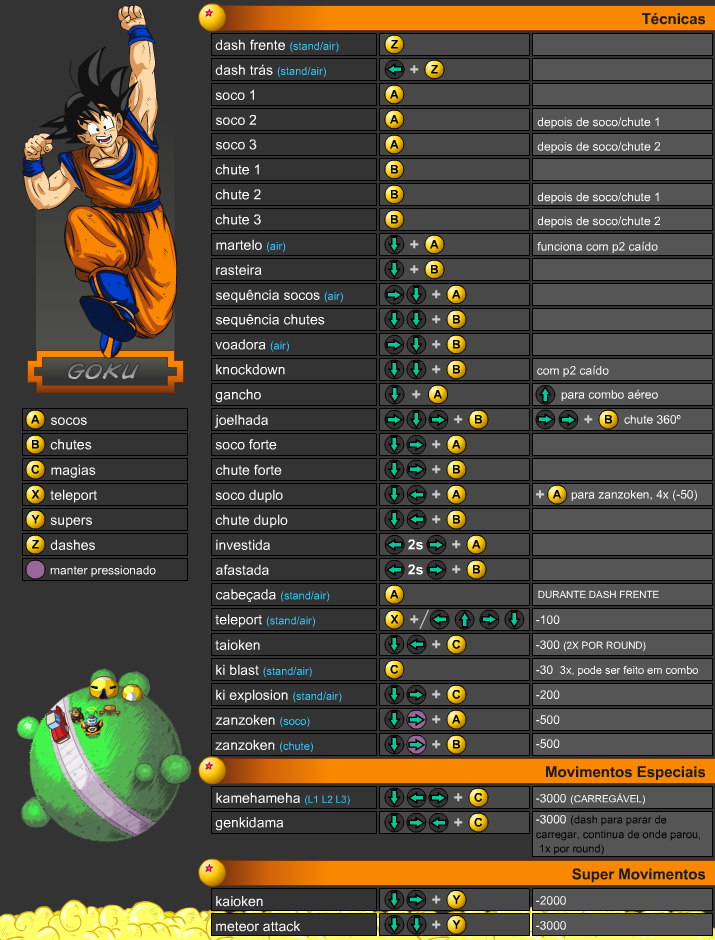 Técnicas
dash frente (stand/air) Z
dash trás (stand/air) + Z
soco 1 A
soco 2 A depois de soco/chute 1
soco 3 A depois de soco/chute 2
chute 1 B
chute 2 B depois de soco/chute 1
chute 3 B depois de soco/chute 2
martelo (air) + A funciona com p2 caído
rasteira + B
sequência socos (air) + A
sequência chutes + B
voadora (air) + B
knockdown + B com p2 caído
gancho + A para combo aéreo
joelhada + B + B chute 360º
soco forte + A
chute forte + B
soco duplo + A + A para zanzoken, 4x (-50)
chute duplo + B
investida 2s + A
afastada 2s + B
cabeçada (stand/air) A DURANTE DASH FRENTE
teleport (stand/air) X +/ -100
taioken + C -300 (2X POR ROUND)
ki blast (stand/air) C -30 3x, pode ser feito em combo
ki explosion (stand/air) + C -200
zanzoken (soco) + A -500
zanzoken (chute) + B -500
GOKU
A socos
B chutes
C magias
X teleport
Y supers
Z dashes
manter pressionado
Movimentos Especiais
kamehameha (L1 L2 L3) + C -3000 (CARREGÁVEL)
genkidama + C -3000 (dash para parar de
carregar, continua de onde parou,
1x por round)
Super Movimentos
kaioken + Y -2000
meteor attack + Y -3000